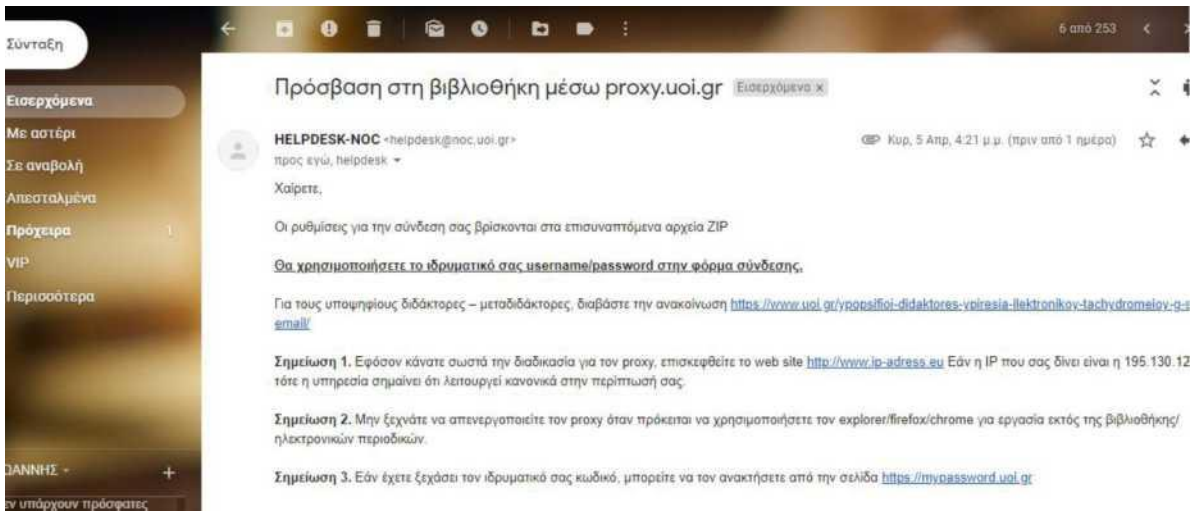 6 από 253
Σύνταξη
Εισερχόμενα
Με αστέρι
Σε αναβολή
Απεσταλμένα
Πρόχειρα 1
VIP
Περισσότερα
ΩΑΝΝΗΣ
εν υπάρχουν πρόσφατες
Πρόσβαση στη βιβλιοθήκη μέσω proxy.uoi.gr Εισερχόμενα x
HELPDESK-NOC <helpdesk@noc.uoi.gr> Κυρ, 5 Απρ, 4:21 μ.μ. (πριν από 1 ημέρα)
προς εγώ, helpdesk
Χαίρετε,
Οι ρυθμίσεις για την σύνδεση σας βρίσκονται στα επισυναπτόμενα αρχεία ZIP
Θα χρησιμοποιήσετε το ιδρυματικό σας username/password στην φόρμα σύνδεσης.
Για τους υποψηφίους διδάκτορες – μεταδιδάκτορες, διαβάστε την ανακοίνωση https://www.uoi.gr/ypopsifioi-didaktores-ypiresia-ilektronikoy-tachydromeioy-g-s
email/
Σημείωση 1. Εφόσον κάνατε σωστά την διαδικασία για τον proxy, επισκεφθείτε το web site http://www.ip-adress.eu Εάν η IP που σας δίνει είναι η 195.130.12
τότε η υπηρεσία σημαίνει ότι λειτουργεί κανονικά στην περίπτωσή σας.
Σημείωση 2. Μην ξεχνάτε να απενεργοποιείτε τον proxy όταν πρόκειται να χρησιμοποιήσετε τον explorer/firefox/chrome για εργασία εκτός της βιβλιοθήκης/
ηλεκτρονικών περιοδικών.
Σημείωση 3. Εάν έχετε ξεχάσει τον ιδρυματικό σας κωδικό, μπορείτε να τον ανακτήσετε από την σελίδα https://mypassword.uoi.gr